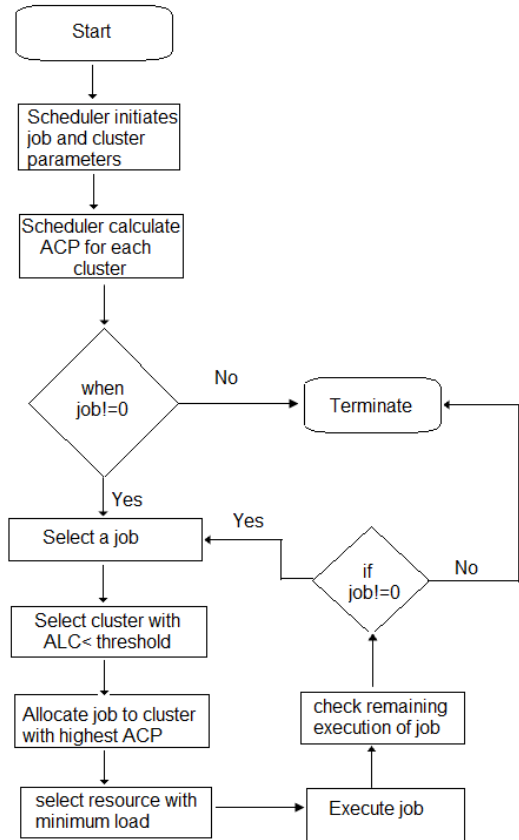 Start
Scheduler initiates
job and cluster
parameters
Scheduler calculate
ACP for each
cluster
when
job!=0
No
Terminate
Yes
Select a job
Yes
if
job!=0
No
Select cluster with
ALC< threshold
Allocate job to cluster
with highest ACP
check remaining
execution of job
select resource with
minimum load
Execute job